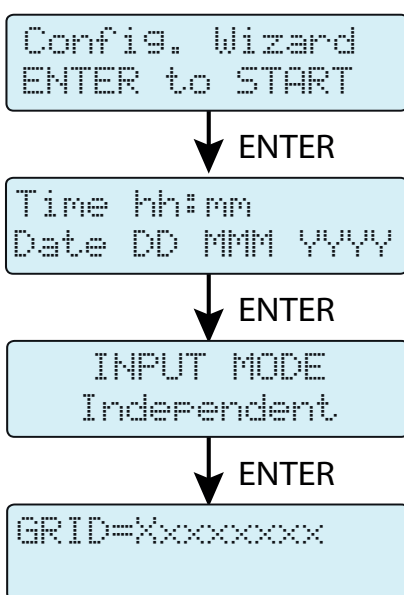 Config. Wizard
ENTER to START
ENTER
Time hh:mm
Date DD MMM YYYY
ENTER
INPUT MODE
Independent
ENTER
GRID=Xxxxxxxx